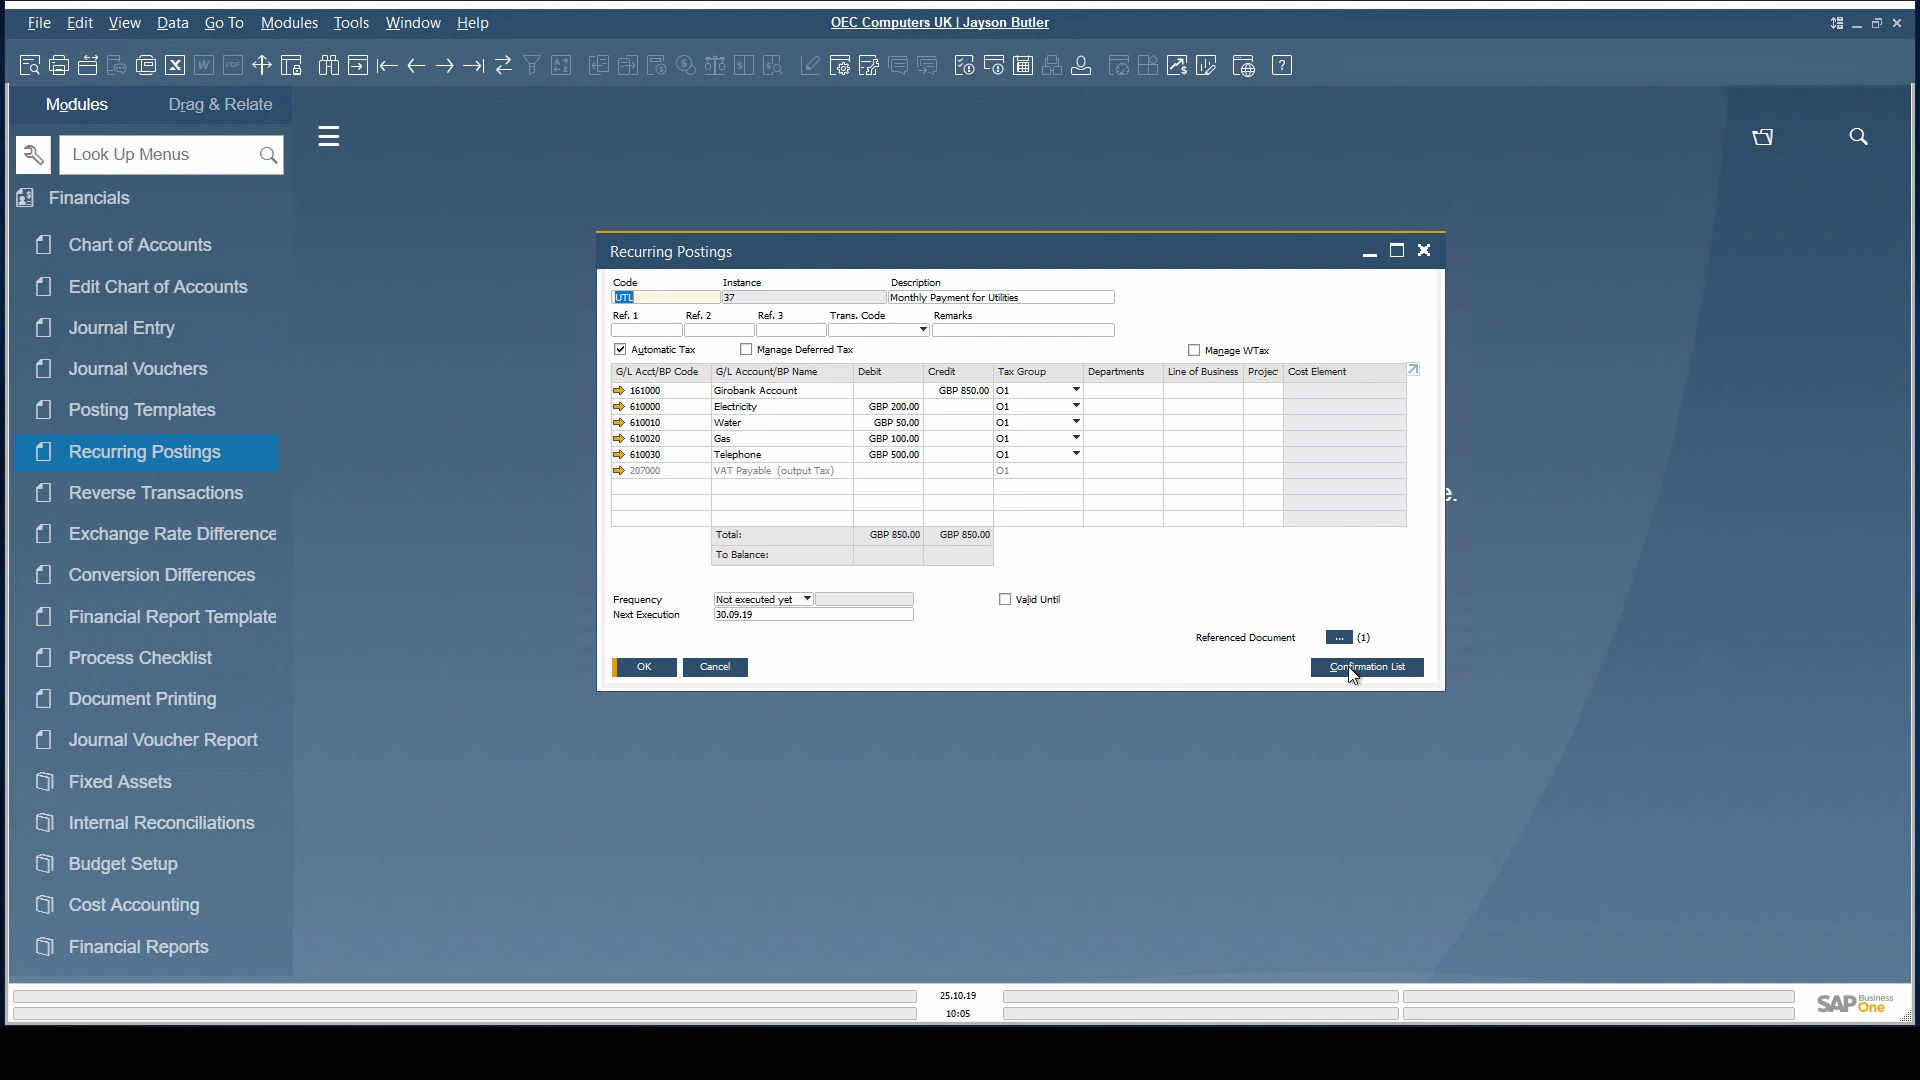 File Edit View Data Go To Modules Tools Window Help
OEC Computers UK | Jayson Butler
Modules Drag & Relate
Look Up Menus
Financials
Chart of Accounts
Edit Chart of Accounts
Journal Entry
Journal Vouchers
Posting Templates
Recurring Postings
Reverse Transactions
Exchange Rate Difference
Conversion Differences
Financial Report Template
Process Checklist
Document Printing
Journal Voucher Report
Fixed Assets
Internal Reconciliations
Budget Setup
Cost Accounting
Financial Reports
Recurring Postings
Code Instance Description
UTL 37 Monthly Payment for Utilities
Ref. 1 Ref. 2 Ref. 3 Trans. Code Remarks
Automatic Tax Manage Deferred Tax Manage WTax
G/L Acct/BP Code G/L Account/BP Name Debit Credit Tax Group Departments Line of Business Project Cost Element
161000 Girobank Account GBP 850.00 O1
610000 Electricity GBP 200.00 O1
610010 Water GBP 50.00 O1
610020 Gas GBP 100.00 O1
610030 Telephone GBP 500.00 O1
207000 VAT Payable (output Tax) O1
Total: GBP 850.00 GBP 850.00
To Balance:
Frequency Not executed yet Valid Until
Next Execution 30.09.19
Referenced Document ... (1)
OK Cancel Confirmation List
e.
25.10.19
10:05
SAP Business One